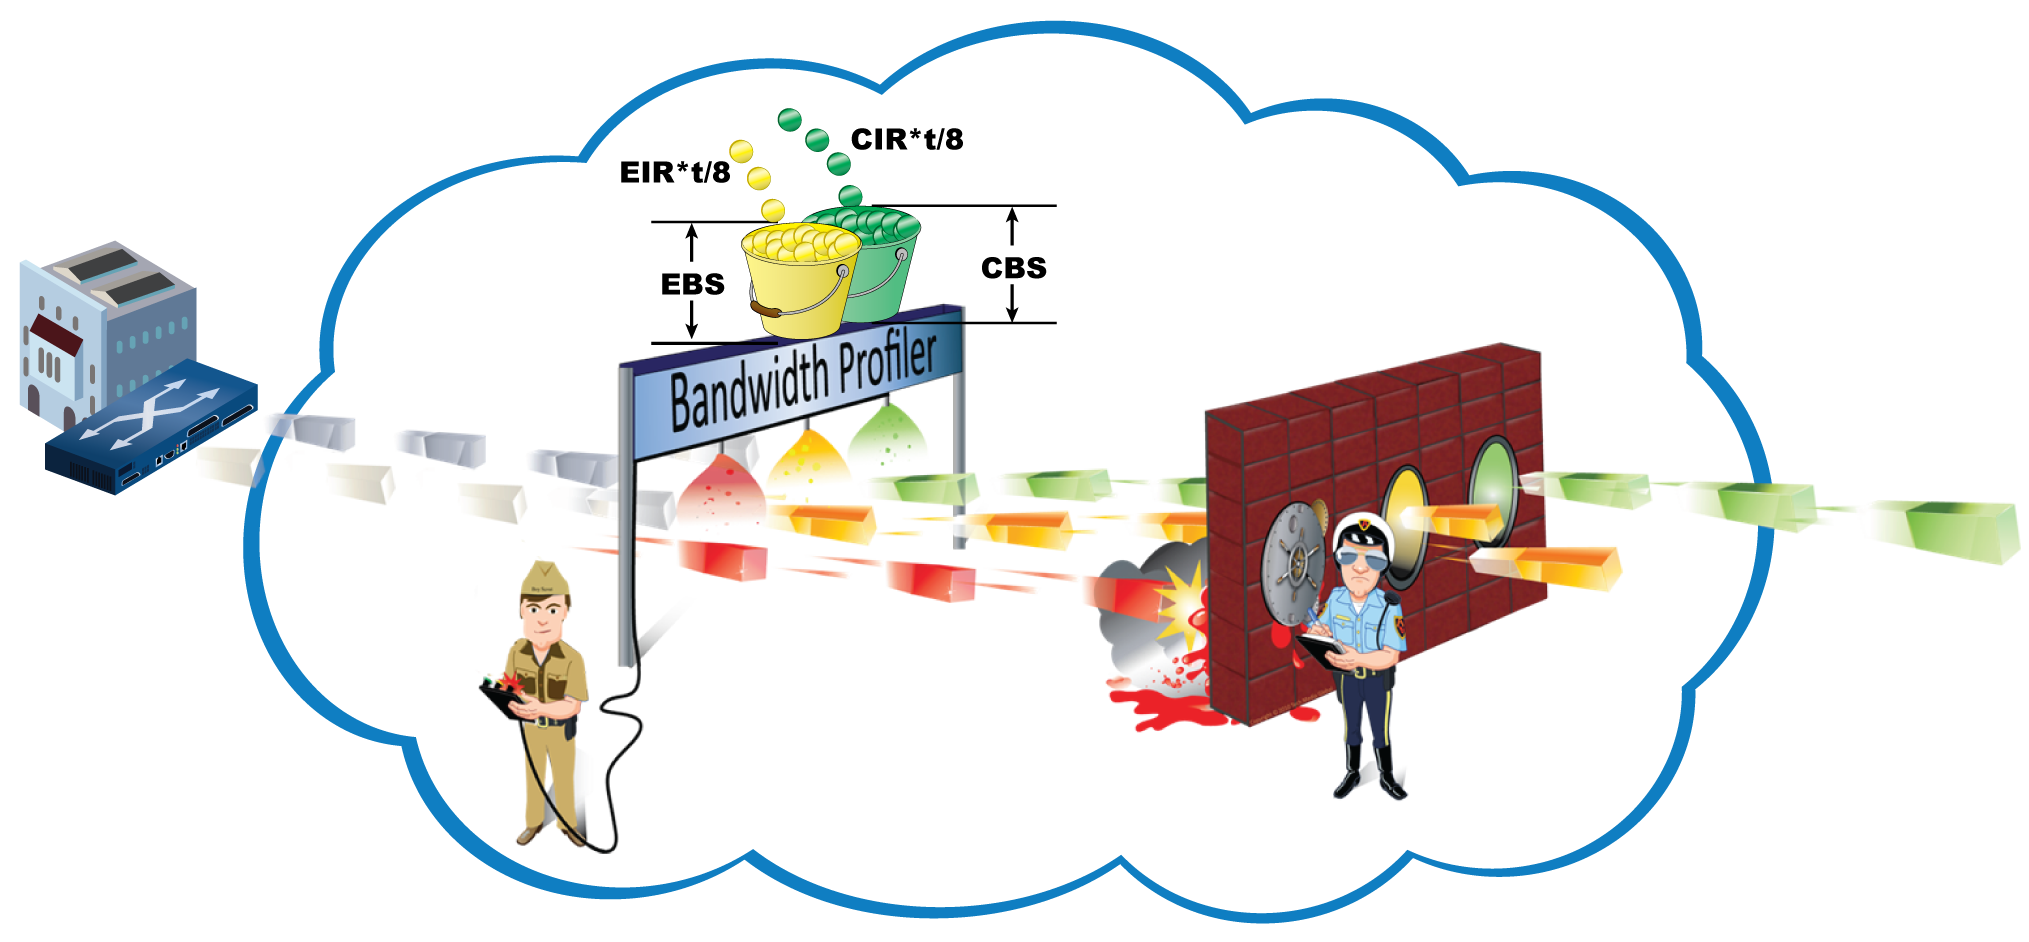 CIR*t/8
EIR*t/8
EBS
CBS
Bandwidth Profiler